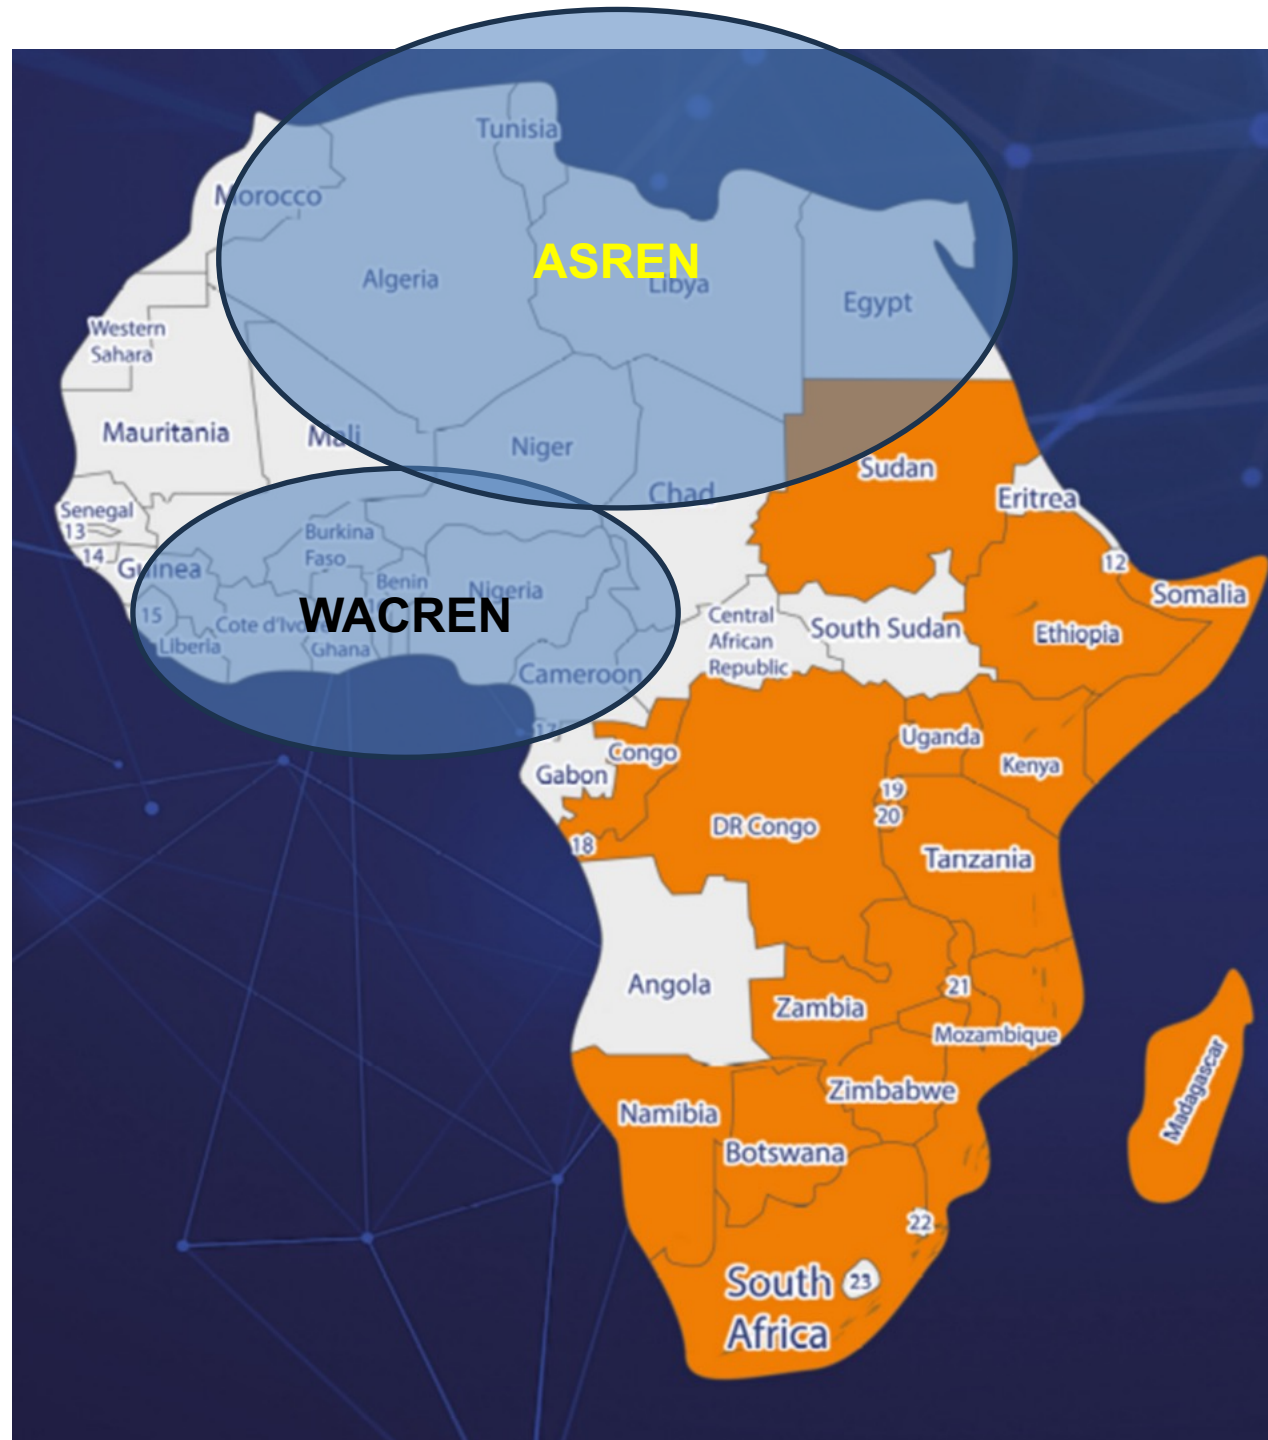 Tunisia
Morocco
ASREN
Algeria
Libya
Egypt
Western
Sahara
Mauritania
Mali
Niger
Chad
Sudan
Eritrea
Senegal
13
14
Guinea
Burkina
Faso
Benin
Nigeria
12
Somalia
15
Cote d'Ivo
WACREN
Liberia
Ghana
Cameroon
Central
African
Republic
South Sudan
Ethiopia
17
Congo
Gabon
Uganda
Kenya
19
20
18
DR Congo
Tanzania
Angola
21
Zambia
Mozambique
Zimbabwe
Namibia
Botswana
Madagascar
22
South
Africa
23